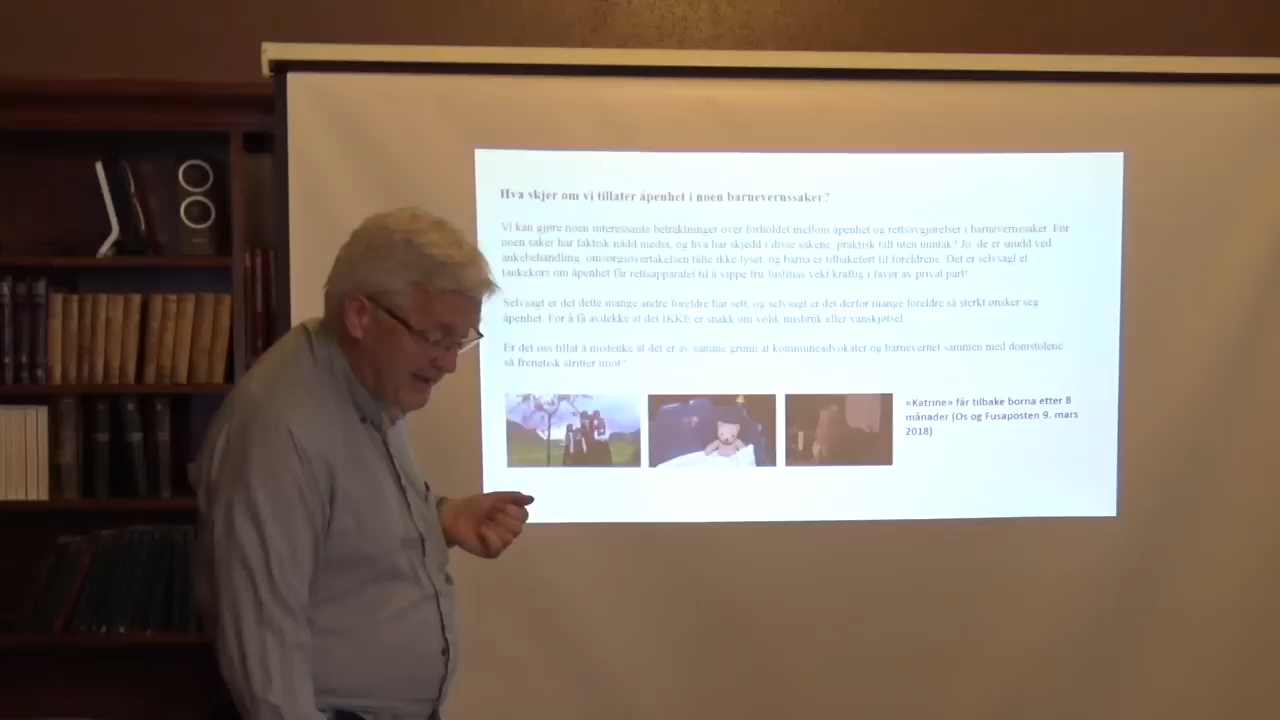 Hva skjer om vi tillater åpenhet i noen barnevernssaker?
Vi kan gjøre noen interessante betraktninger over forholdet mellom åpenhet og rettsavgjørelser i barnevernssaker. For
noen saker har faktisk nådd media, og hva har skjedd i disse sakene, praktisk talt uten unntak? Jo, de er snudd ved
ankebehandling, omsorgsovertakelsen tålte ikke lyset, og barna er tilbakeført til foreldrene. Det er selvsagt et
tankekors om åpenhet får rettsapparatet til å vippe fru Justitias vekt kraftig i favør av privat part!
Selvsagt er det dette mange andre foreldre har sett, og selvsagt er det derfor mange foreldre så sterkt ønsker seg
åpenhet. For å få avdekke at det IKKE er snakk om vold, misbruk eller vanskjøtsel.
Er det oss tillat å mistenke at det er av samme grunn at kommuneadvokater og barnevernet sammen med domstolene
så frenetisk stritter imot?
«Katrine» får tilbake borna etter 8
månader (Os og Fusaposten 9. mars
2018)